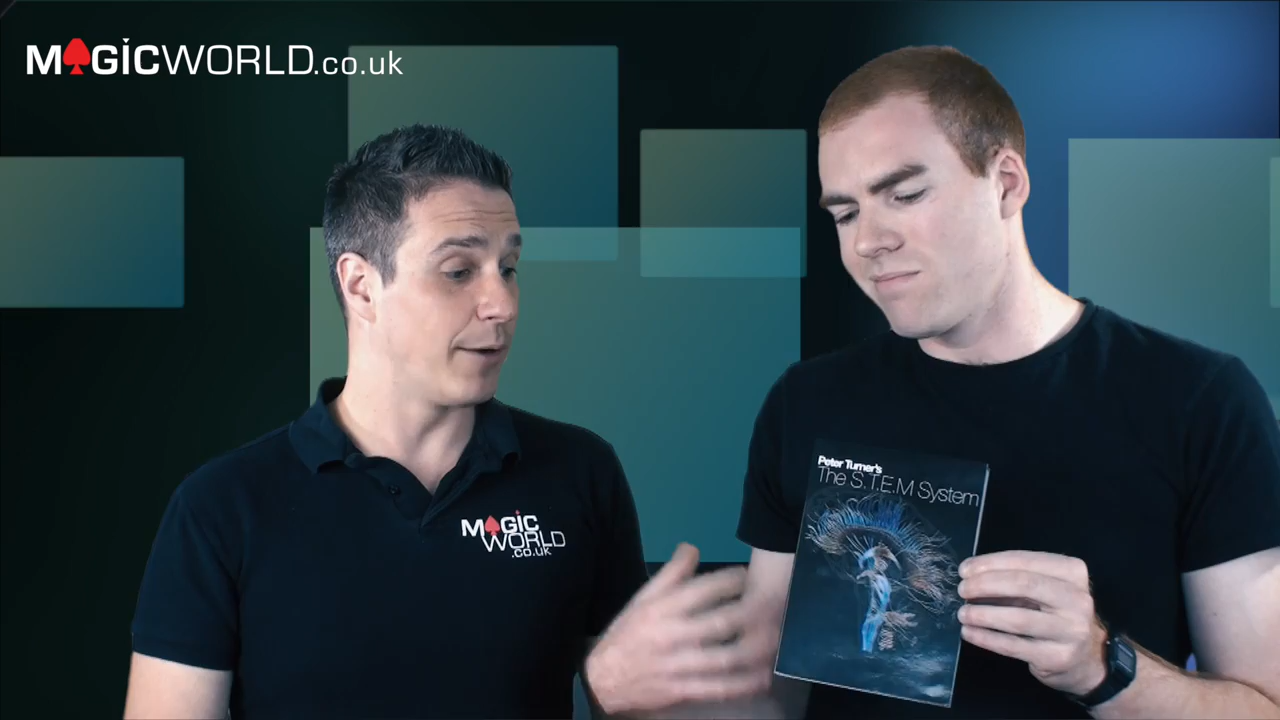 MAGICWORLD.co.uk
MAGIC
WORLD
.co.uk
Peter Turner's
The S.T.E.M System